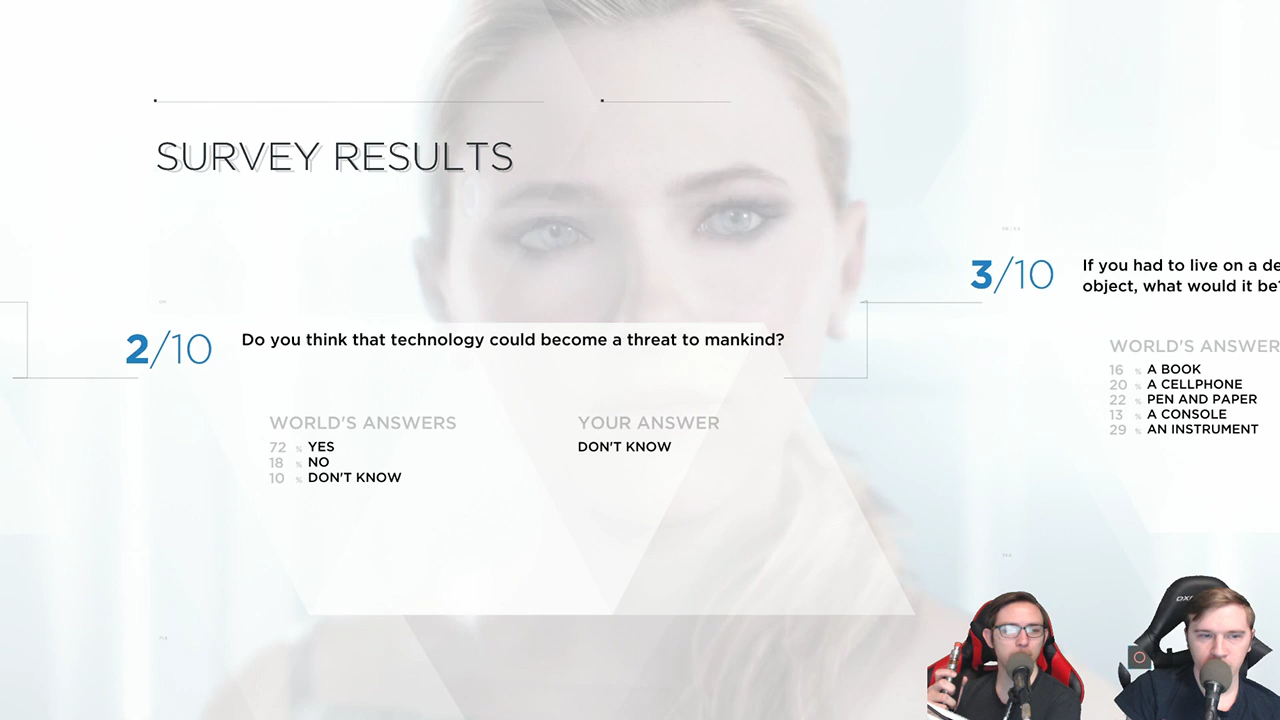 SURVEY RESULTS
2/10
Do you think that technology could become a threat to mankind?
WORLD'S ANSWERS
72 % YES
18 % NO
10 % DON'T KNOW
YOUR ANSWER
DON'T KNOW
3/10
If you had to live on a de
object, what would it be?
WORLD'S ANSWER
16 % A BOOK
20 % A CELLPHONE
22 % PEN AND PAPER
13 % A CONSOLE
29 % AN INSTRUMENT